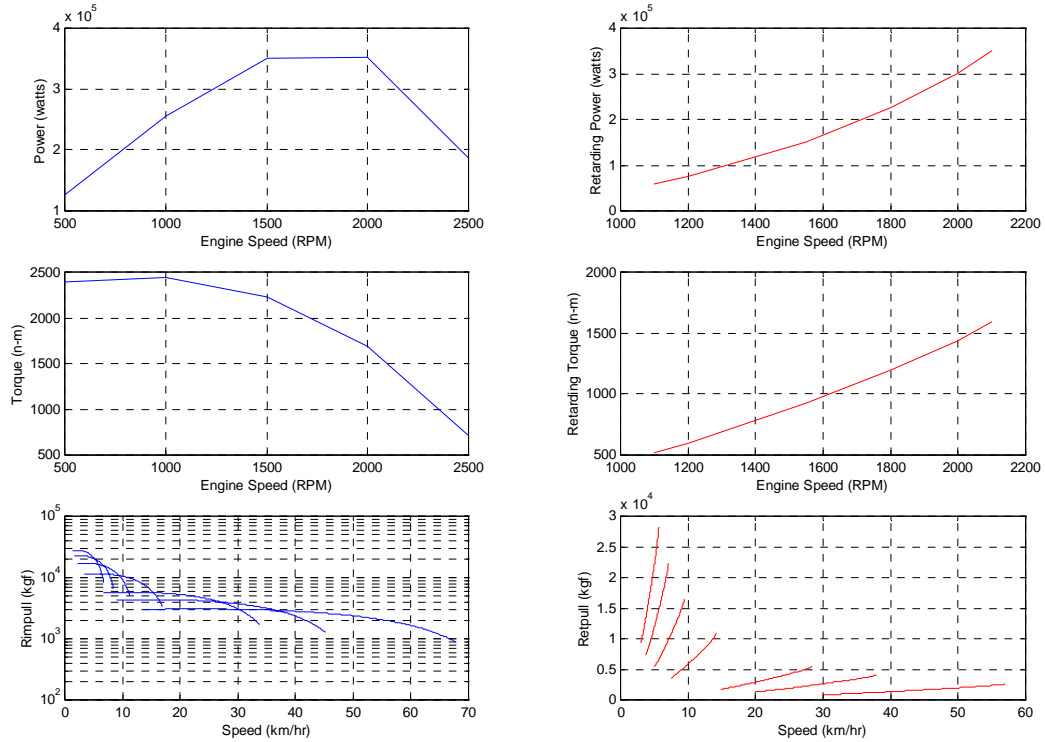 x 10^5
4
3
2
1
Power (watts)
500 1000 1500 2000 2500
Engine Speed (RPM)
x 10^5
4
3
2
1
0
Retarding Power (watts)
1000 1200 1400 1600 1800 2000 2200
Engine Speed (RPM)
2500
2000
1500
1000
500
Torque (n-m)
500 1000 1500 2000 2500
Engine Speed (RPM)
2000
1500
1000
500
Retarding Torque (n-m)
1000 1200 1400 1600 1800 2000 2200
Engine Speed (RPM)
10^5
10^4
10^3
10^2
Rimpull (kgf)
0 10 20 30 40 50 60 70
Speed (km/hr)
x 10^4
3
2.5
2
1.5
1
0.5
0
Retpull (kgf)
0 10 20 30 40 50 60
Speed (km/hr)